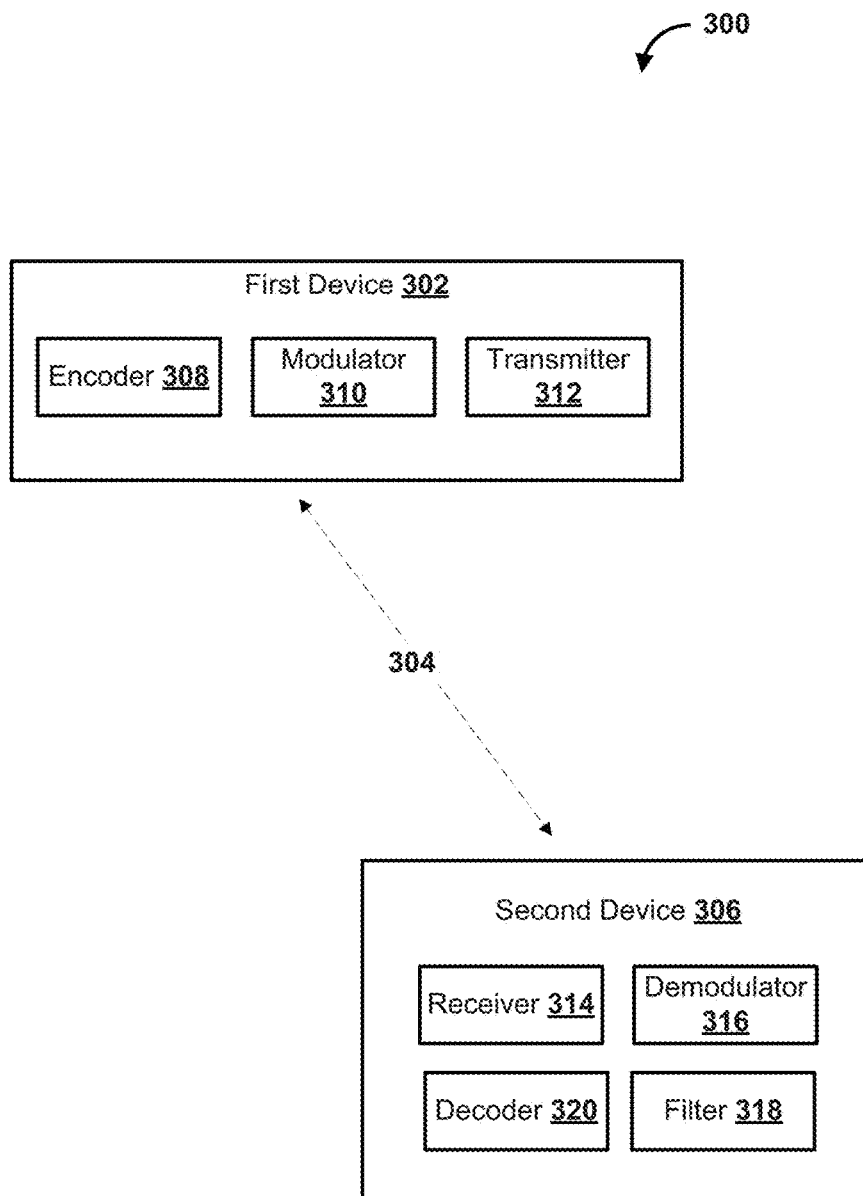 300
First Device 302
Encoder 308
Modulator
310
Transmitter
312
304
Second Device 306
Receiver 314
Demodulator
316
Decoder 320
Filter 318